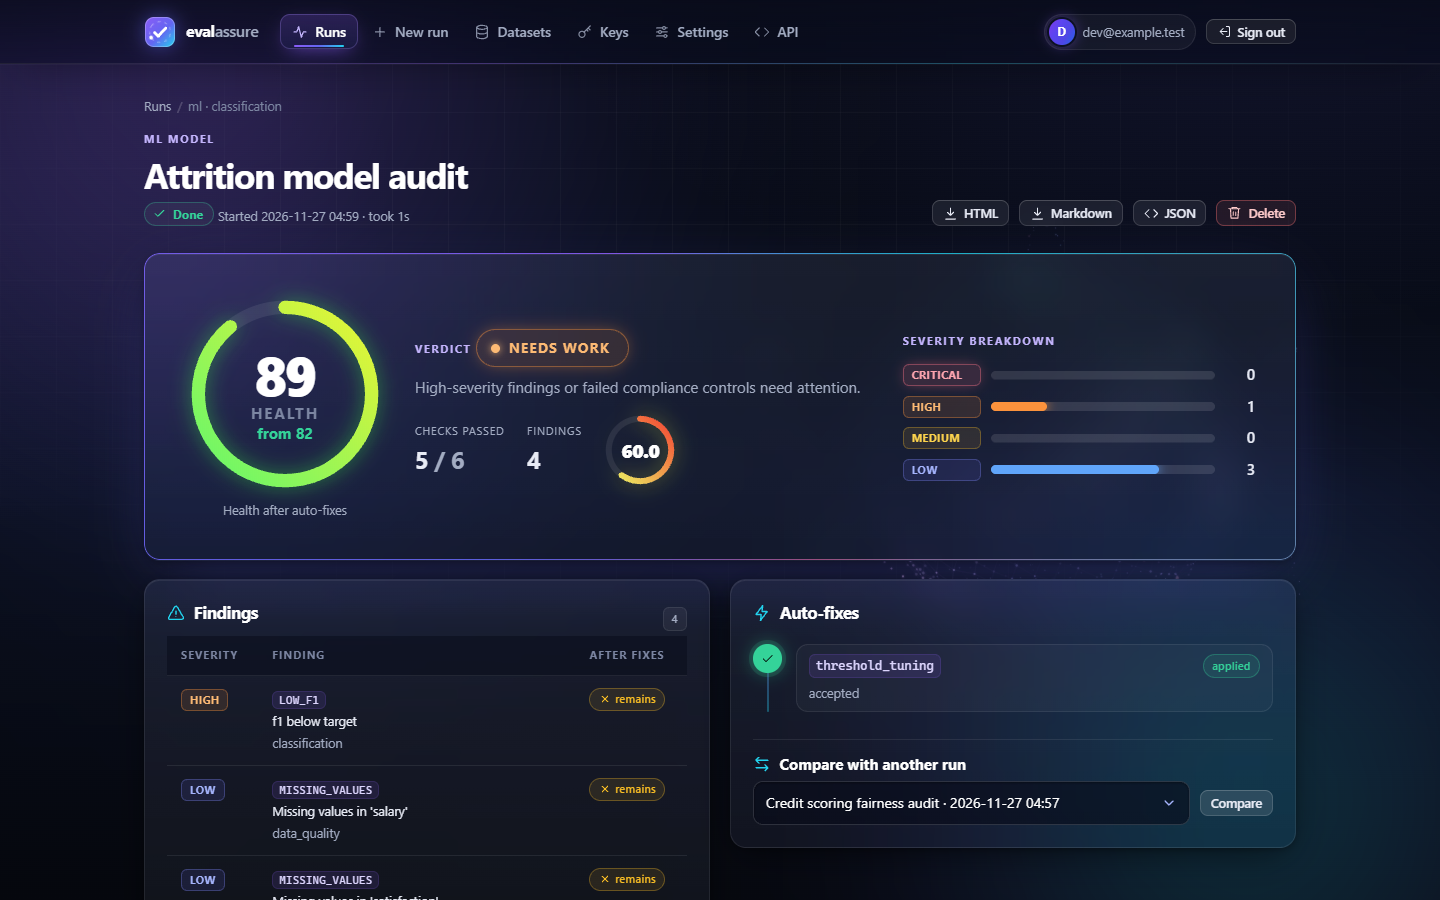 evalassure
Runs
New run
Datasets
Keys
Settings
API
D
dev@example.test
Sign out
Runs / ml · classification
ML MODEL
Attrition model audit
Done
Started 2026-11-27 04:59 · took 1s
HTML
Markdown
JSON
Delete
89
HEALTH
from 82
Health after auto-fixes
VERDICT
NEEDS WORK
High-severity findings or failed compliance controls need attention.
CHECKS PASSED
5 / 6
FINDINGS
4
60.0
SEVERITY BREAKDOWN
CRITICAL 0
HIGH 1
MEDIUM 0
LOW 3
Findings
4
SEVERITY FINDING AFTER FIXES
HIGH LOW_F1 remains
f1 below target
classification
LOW MISSING_VALUES remains
Missing values in 'salary'
data_quality
LOW MISSING_VALUES remains
Missing values in 'satisfaction'
Auto-fixes
threshold_tuning applied
accepted
Compare with another run
Credit scoring fairness audit · 2026-11-27 04:57
Compare